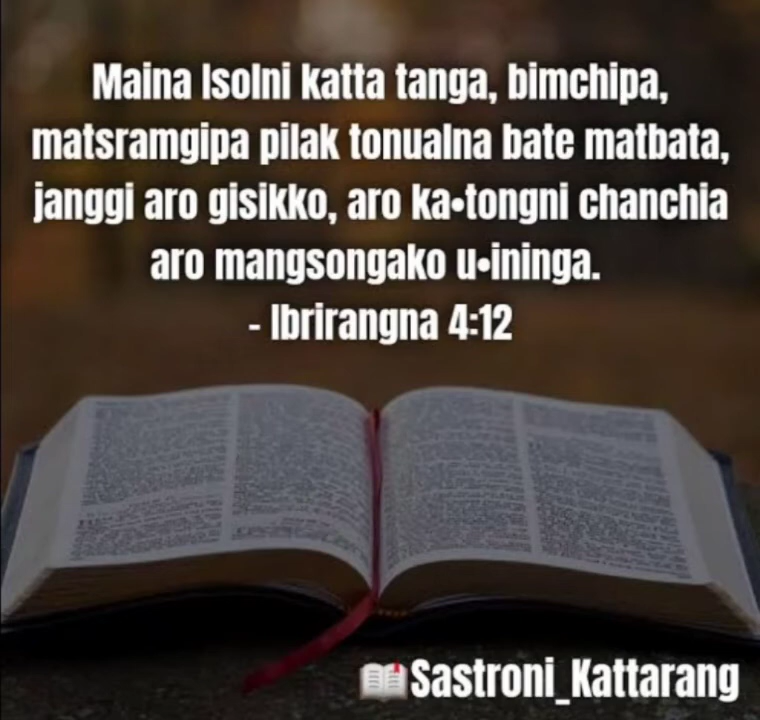 Maina Isolni katta tanga, bimchipa,
matsramgipa pilak tonualna bate matbata,
janggi aro gisikko, aro ka•tongni chanchia
aro mangsongako u•ininga.
- Ibrirangna 4:12
📖Sastroni_Kattarang